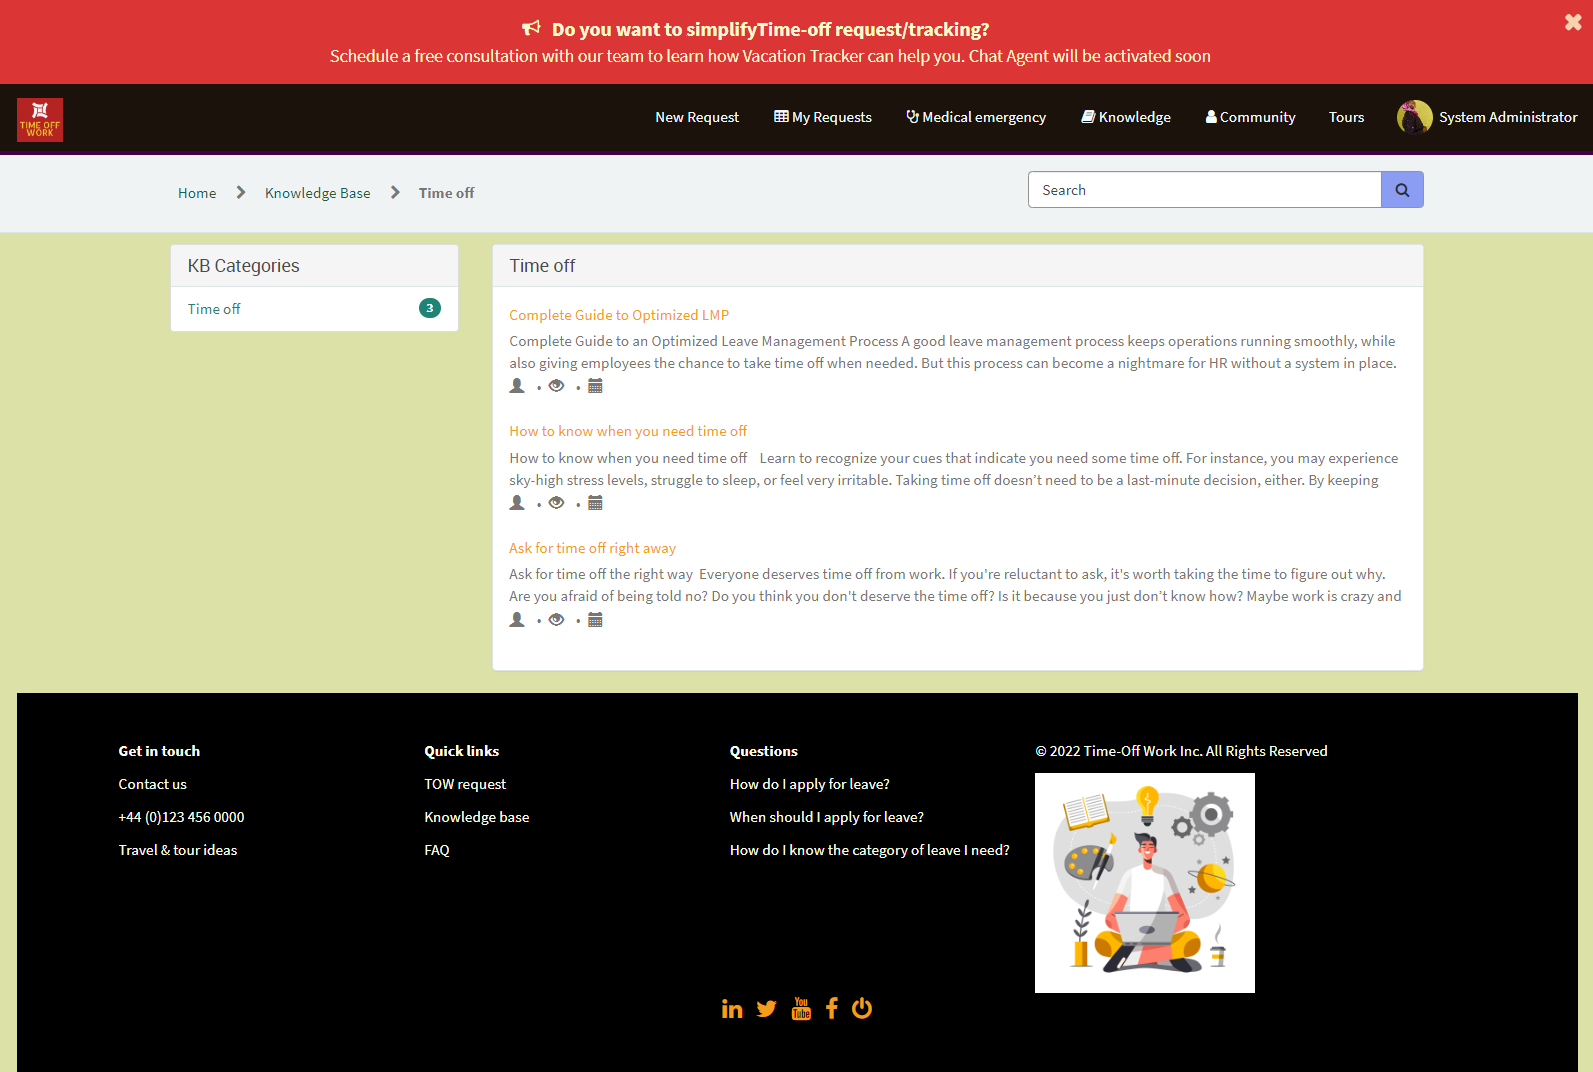 Do you want to simplifyTime-off request/tracking?
Schedule a free consultation with our team to learn how Vacation Tracker can help you. Chat Agent will be activated soon
TIME OFF
WORK
New Request My Requests Medical emergency Knowledge Community Tours System Administrator
Home Knowledge Base Time off
Search
KB Categories
Time off 3
Time off
Complete Guide to Optimized LMP
Complete Guide to an Optimized Leave Management Process A good leave management process keeps operations running smoothly, while
also giving employees the chance to take time off when needed. But this process can become a nightmare for HR without a system in place.
How to know when you need time off
How to know when you need time off Learn to recognize your cues that indicate you need some time off. For instance, you may experience
sky-high stress levels, struggle to sleep, or feel very irritable. Taking time off doesn’t need to be a last-minute decision, either. By keeping
Ask for time off right away
Ask for time off the right way Everyone deserves time off from work. If you're reluctant to ask, it's worth taking the time to figure out why.
Are you afraid of being told no? Do you think you don't deserve the time off? Is it because you just don’t know how? Maybe work is crazy and
Get in touch
Contact us
+44 (0)123 456 0000
Travel & tour ideas
Quick links
TOW request
Knowledge base
FAQ
Questions
How do I apply for leave?
When should I apply for leave?
How do I know the category of leave I need?
© 2022 Time-Off Work Inc. All Rights Reserved
You
Tube